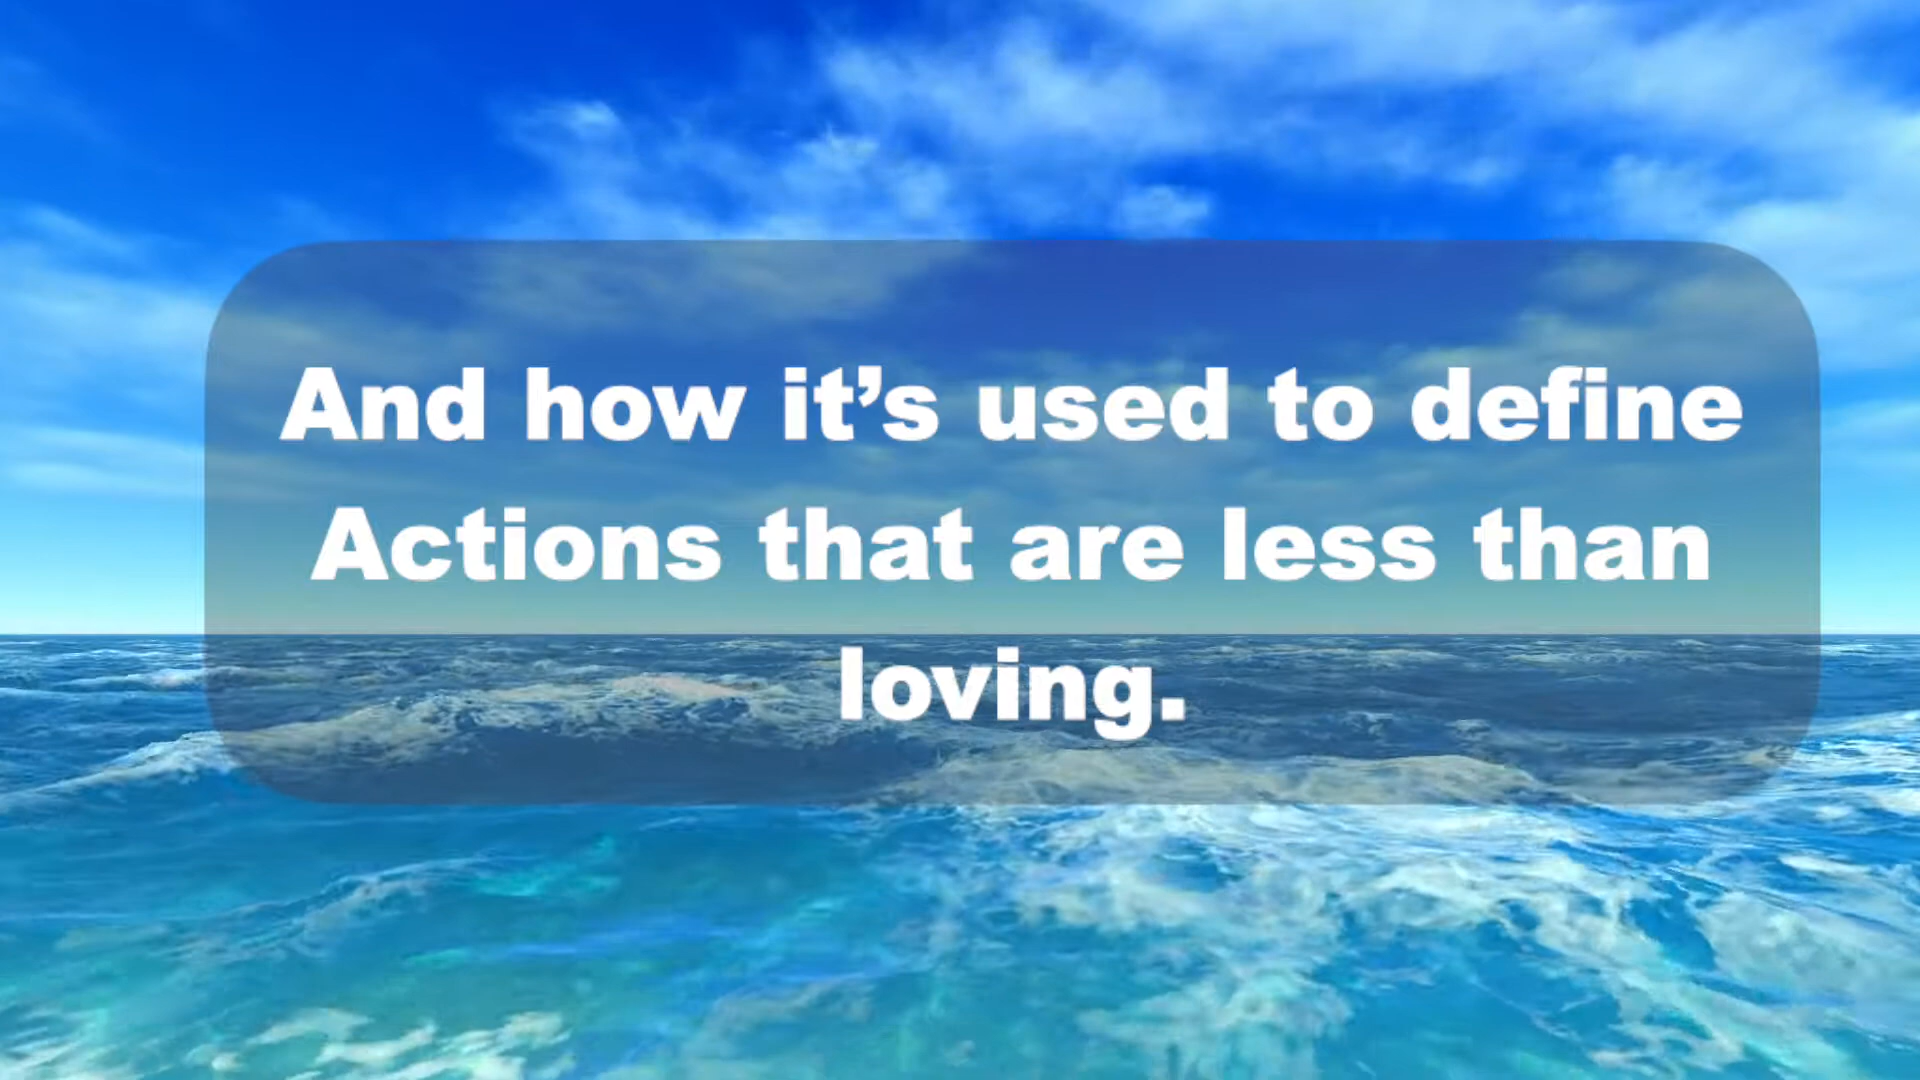 And how it’s used to define
Actions that are less than
loving.